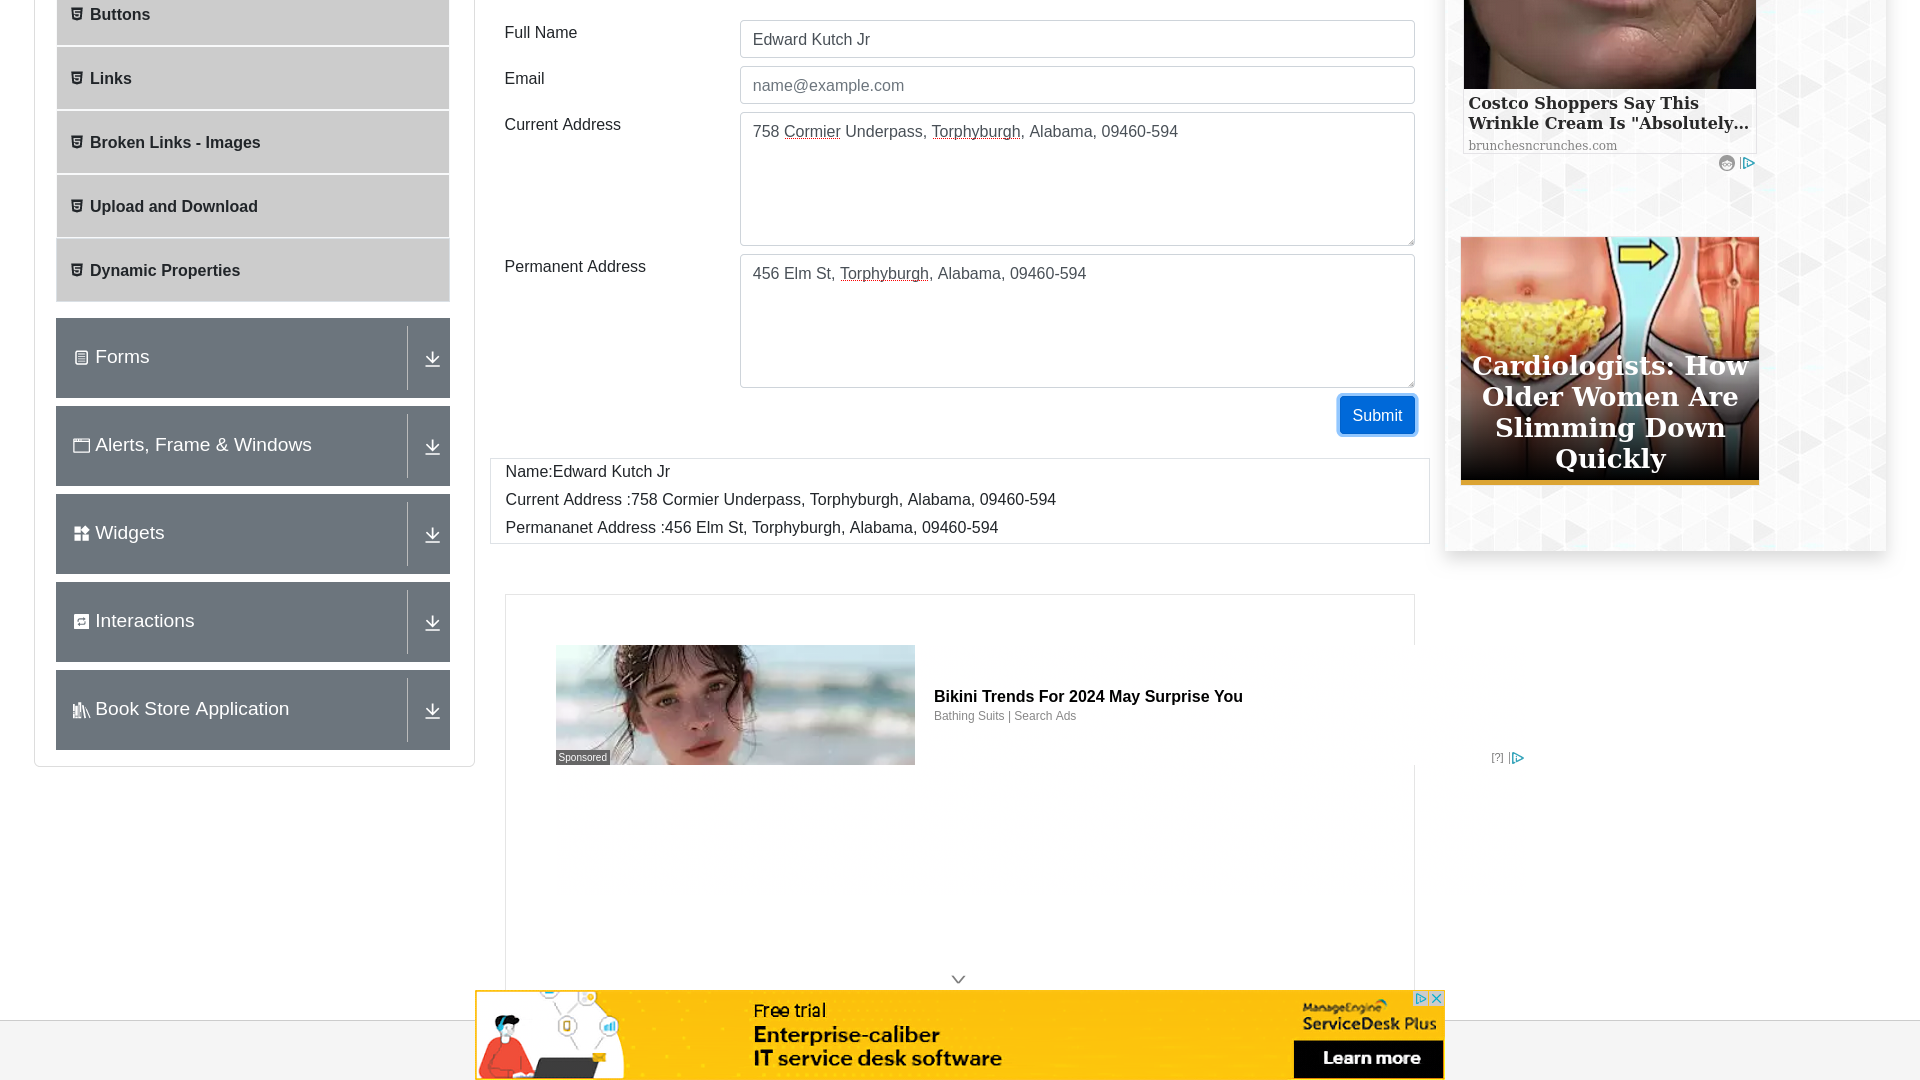 Buttons
Links
Broken Links - Images
Upload and Download
Dynamic Properties
Forms
Alerts, Frame & Windows
Widgets
Interactions
Book Store Application
Full Name
Edward Kutch Jr
Email
name@example.com
Current Address
758 Cormier Underpass, Torphyburgh, Alabama, 09460-594
Permanent Address
456 Elm St, Torphyburgh, Alabama, 09460-594
Submit
Name:Edward Kutch Jr
Current Address :758 Cormier Underpass, Torphyburgh, Alabama, 09460-594
Permananet Address :456 Elm St, Torphyburgh, Alabama, 09460-594
Sponsored
Bikini Trends For 2024 May Surprise You
Bathing Suits | Search Ads
[?]
Costco Shoppers Say This
Wrinkle Cream Is "Absolutely...
brunchesncrunches.com
Cardiologists: How
Older Women Are
Slimming Down
Quickly
Free trial
Enterprise-caliber
IT service desk software
ManageEngine
ServiceDesk Plus
Learn more